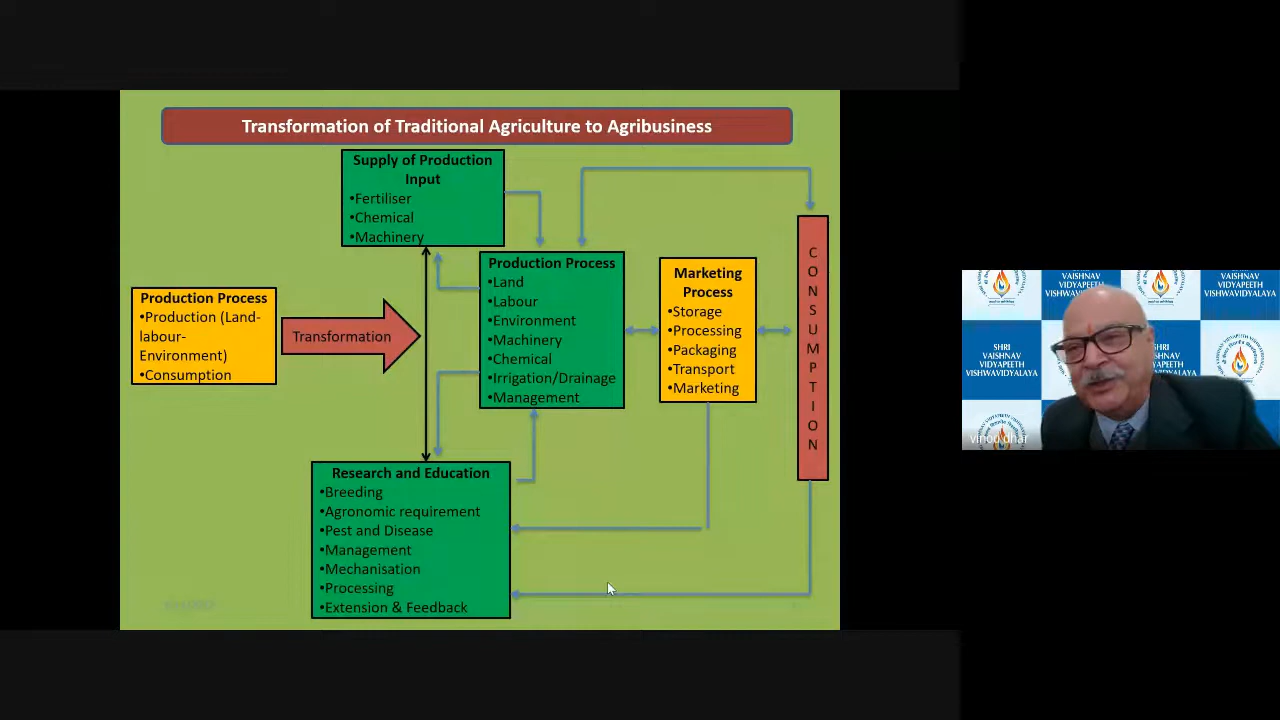 Transformation of Traditional Agriculture to Agribusiness
Supply of Production
Input
•Fertiliser
•Chemical
•Machinery
Production Process
•Production (Land-
labour-
Environment)
•Consumption
Transformation
Production Process
•Land
•Labour
•Environment
•Machinery
•Chemical
•Irrigation/Drainage
•Management
Marketing
Process
•Storage
•Processing
•Packaging
•Transport
•Marketing
C
O
N
S
U
M
P
T
I
O
N
Research and Education
•Breeding
•Agronomic requirement
•Pest and Disease
•Management
•Mechanisation
•Processing
•Extension & Feedback
VAISHNAV
VIDYAPEETH
VISHWAVIDYALAYA
VAISHNAV
VIDYAPEETH
VISHWAVIDYALAYA
SHRI
VAISHNAV
VIDYAPEETH
VISHWAVIDYALAYA
SHRI
vinod dhar